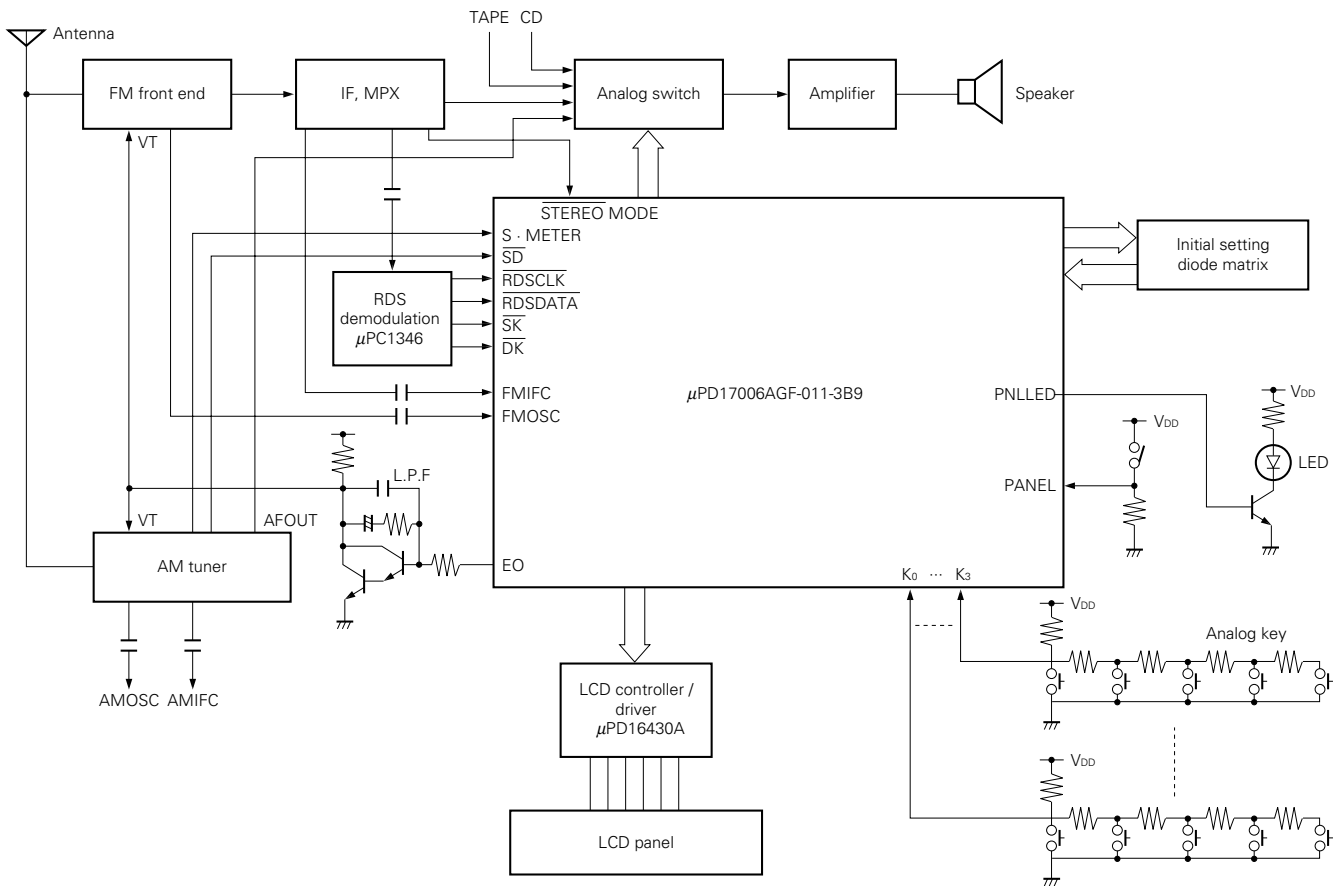 TAPE CD
Antenna
FM front end
IF, MPX
Analog switch
Amplifier
Speaker
VT
STEREO MODE
S · METER
SD
RDSCLK
RDSDATA
SK
DK
RDS
demodulation
μPC1346
Initial setting
diode matrix
FMIFC
FMOSC
μPD17006AGF-011-3B9
PNLLED
VDD
VDD
LED
L.P.F
PANEL
VT
AFOUT
AM tuner
EO
K0 ··· K3
VDD
Analog key
AMOSC AMIFC
LCD controller /
driver
μPD16430A
VDD
LCD panel